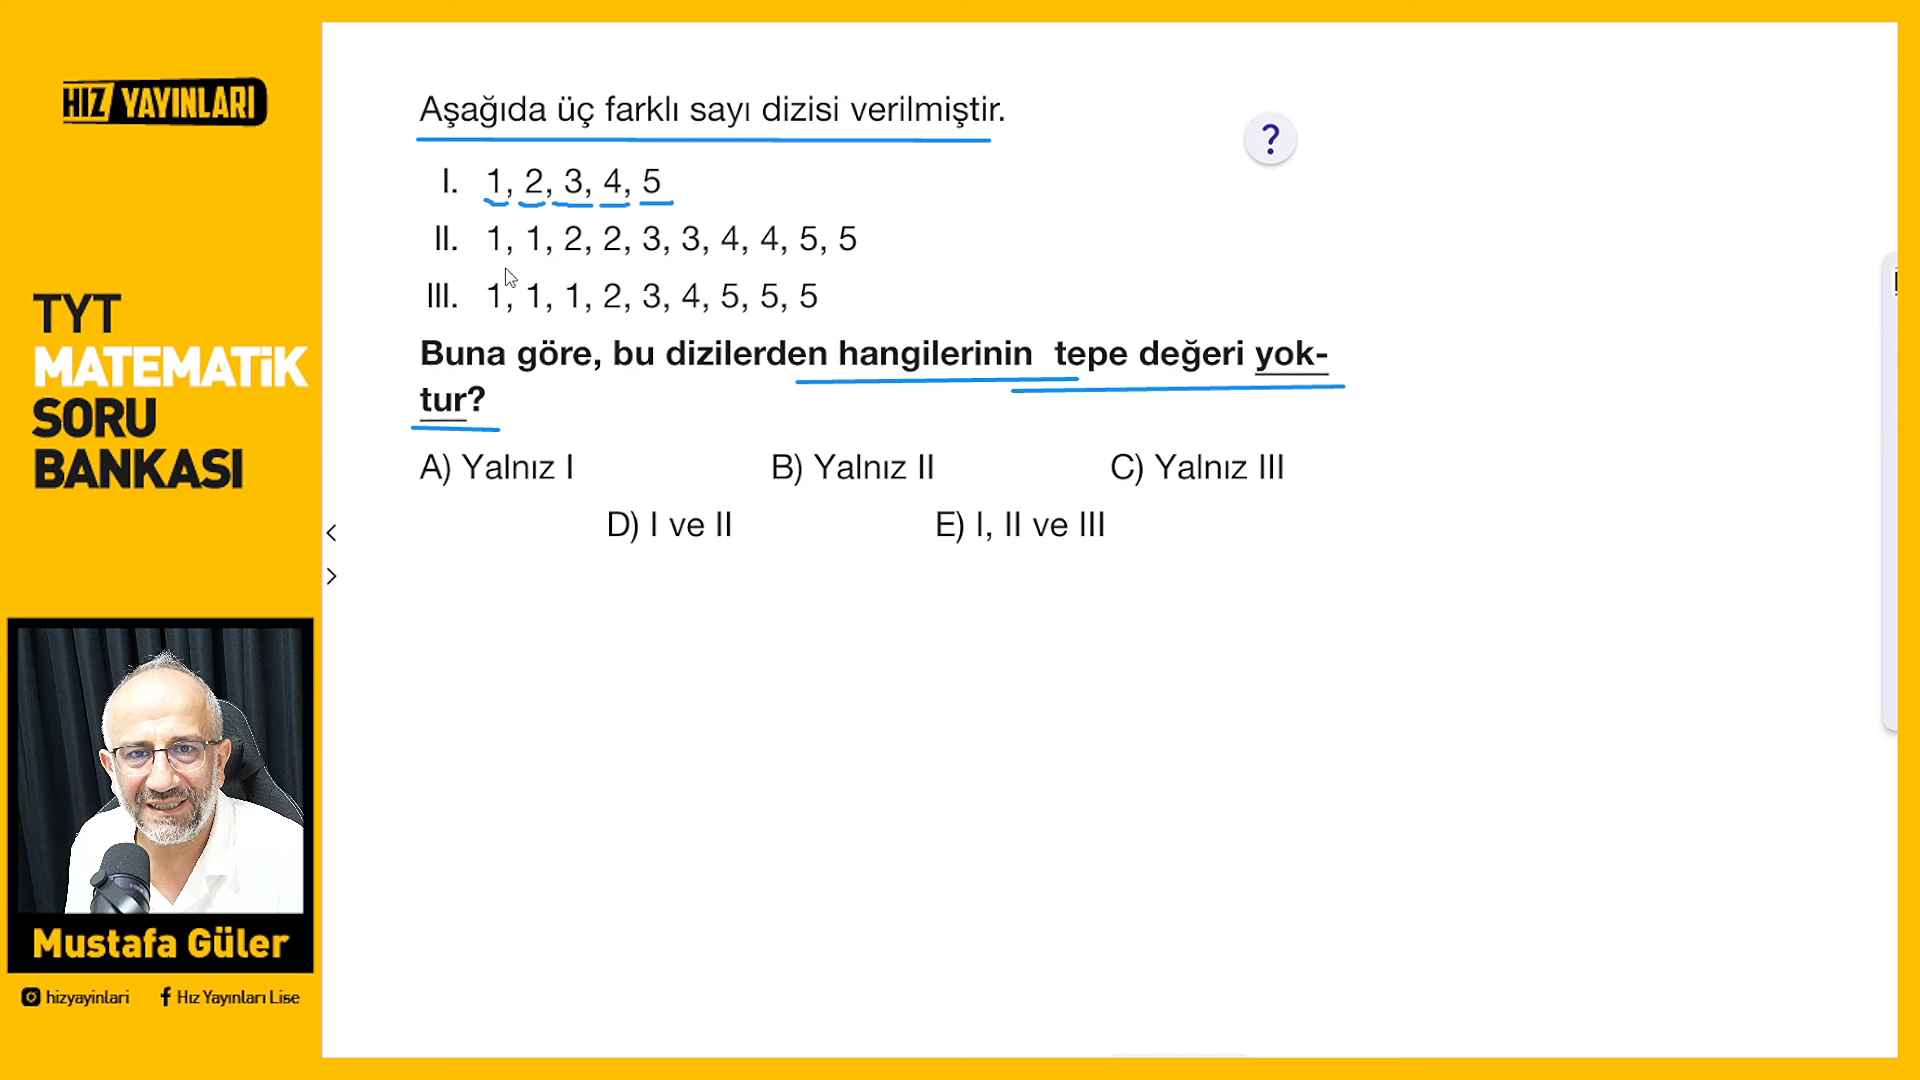 HIZ YAYINLARI
TYT
MATEMATİK
SORU
BANKASI
Mustafa Güler
hizyayinlari
Hız Yayınları Lise
Aşağıda üç farklı sayı dizisi verilmiştir.
?
I. 1, 2, 3, 4, 5
II. 1, 1, 2, 2, 3, 3, 4, 4, 5, 5
III. 1, 1, 1, 2, 3, 4, 5, 5, 5
Buna göre, bu dizilerden hangilerinin tepe değeri yok-
tur?
A) Yalnız I B) Yalnız II C) Yalnız III
D) I ve II E) I, II ve III